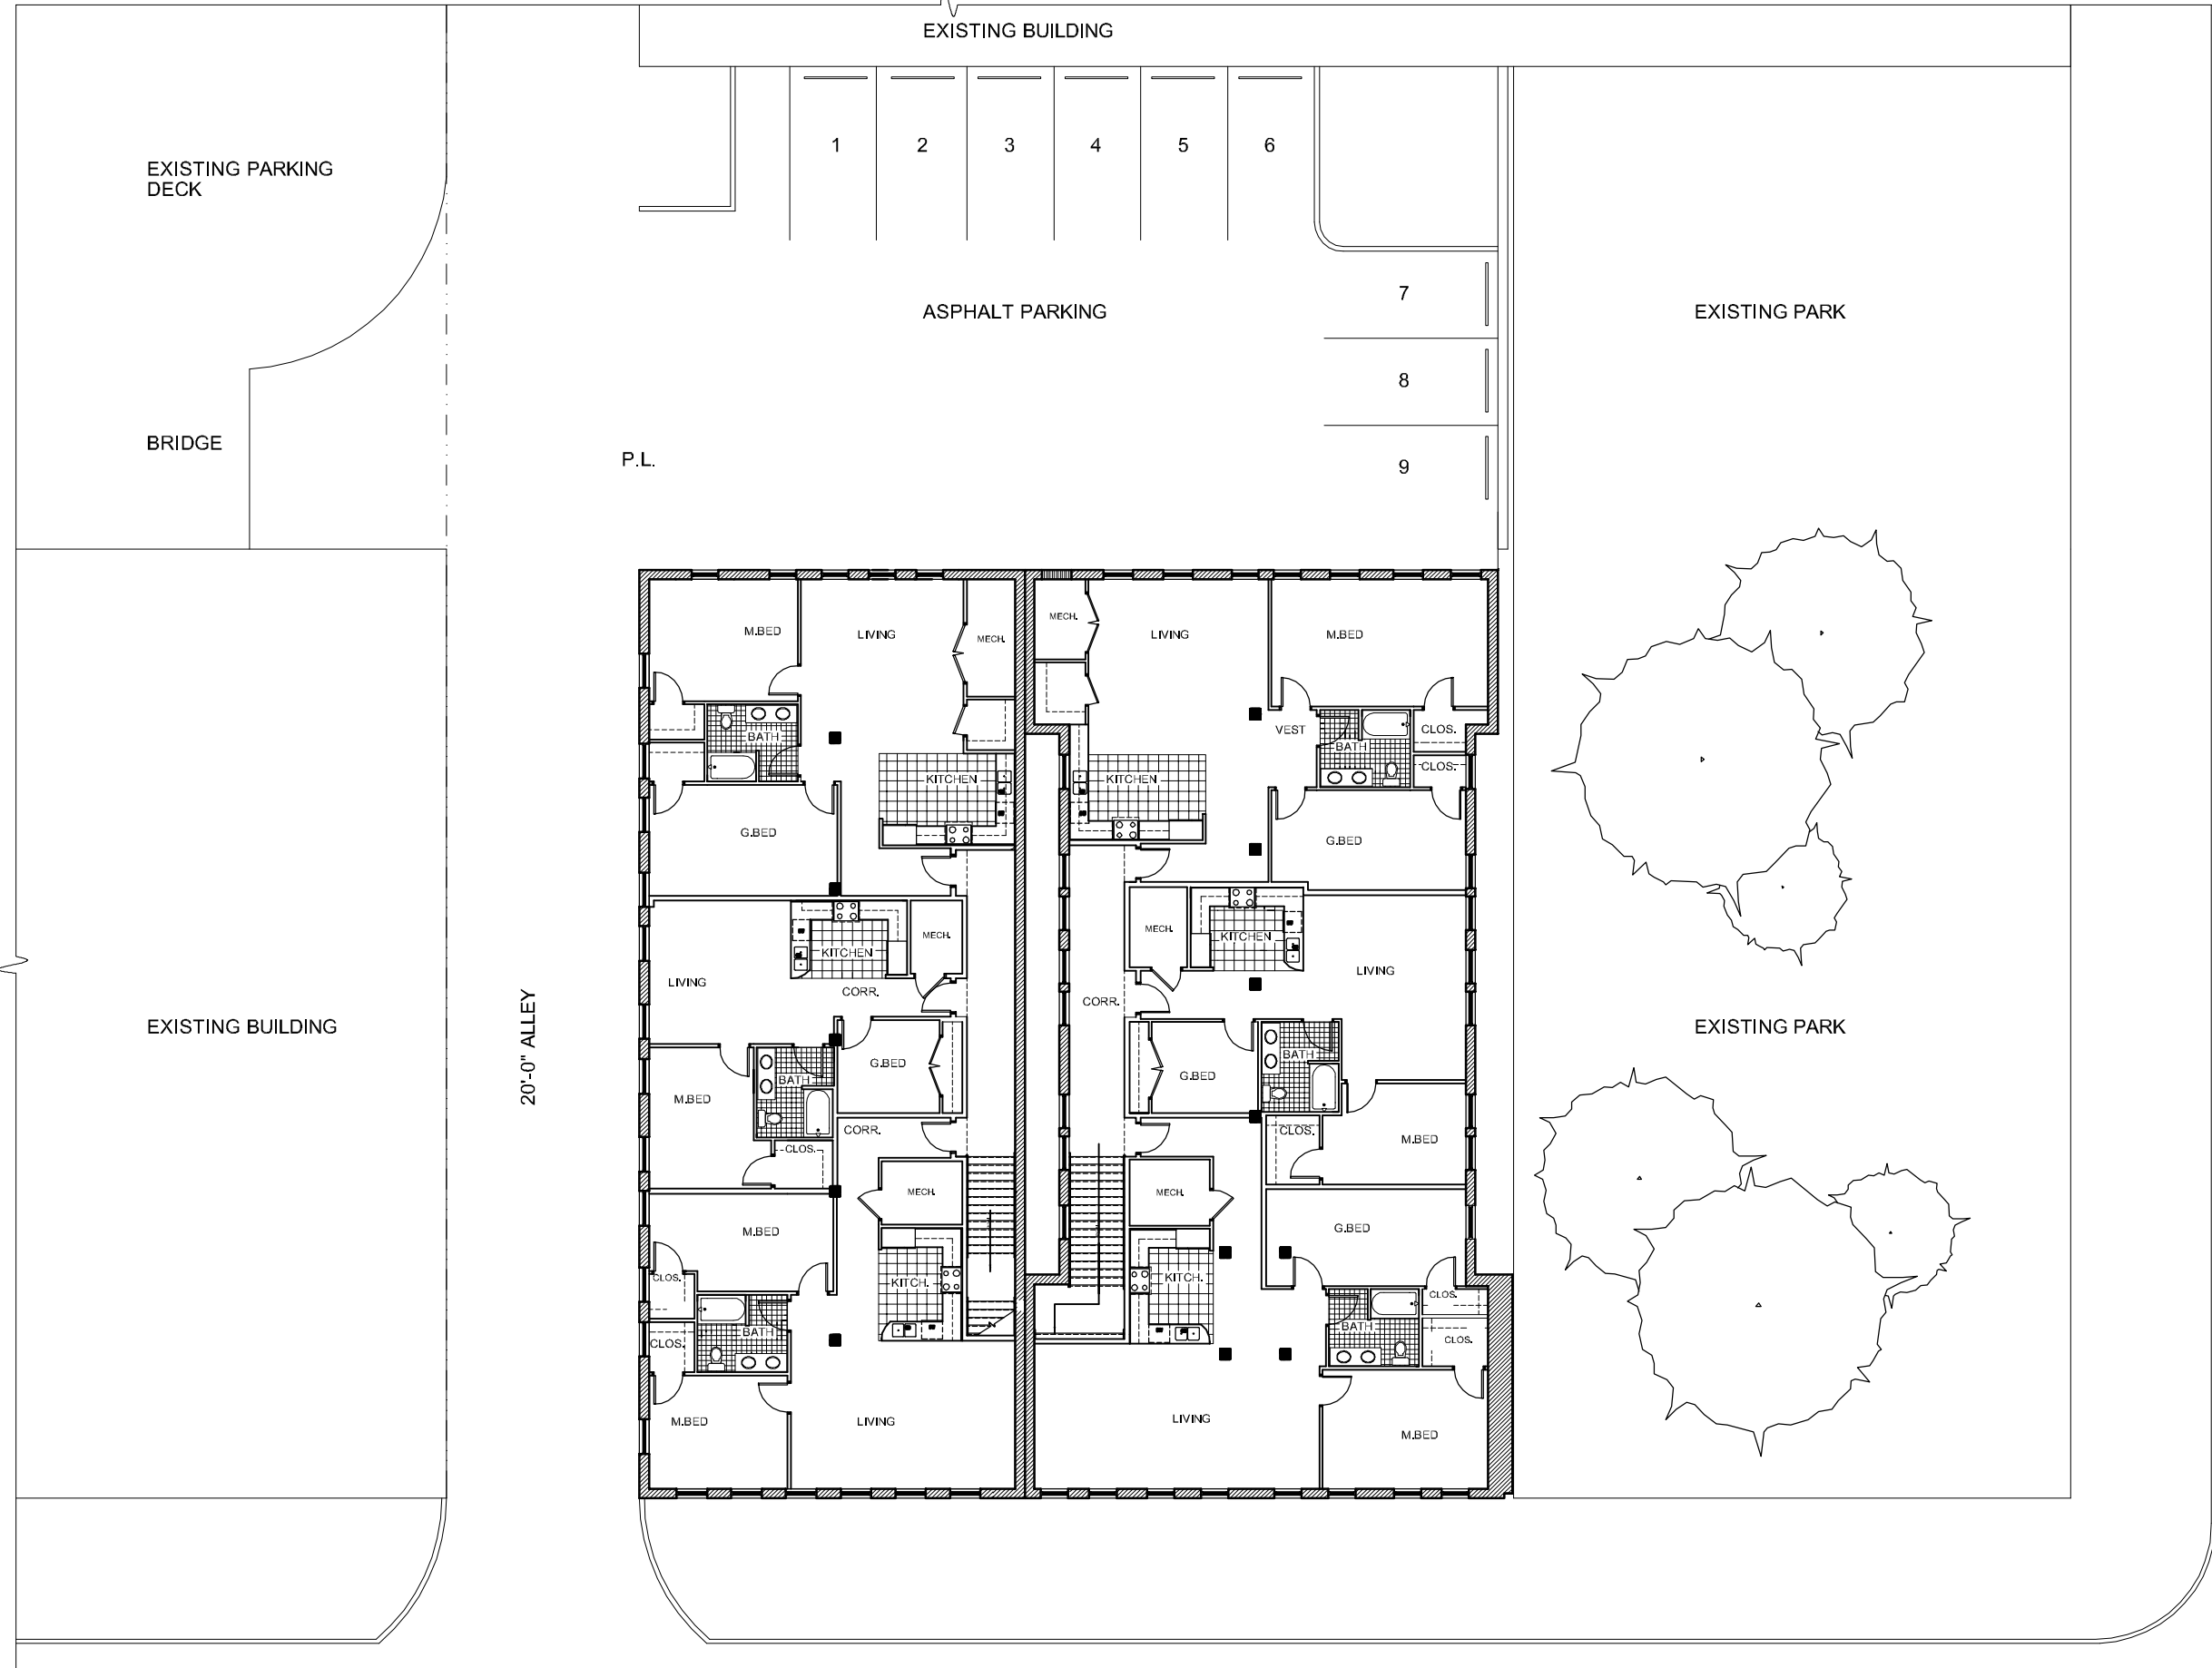 EXISTING BUILDING
1 2 3 4 5 6
EXISTING PARKING
DECK
7
ASPHALT PARKING
EXISTING PARK
8
BRIDGE
P.L.
9
MECH.
M.BED
LIVING
MECH.
LIVING
M.BED
VEST
CLOS.
BATH
BATH
CLOS.
KITCHEN
KITCHEN
G.BED
G.BED
MECH.
MECH.
KITCHEN
KITCHEN
LIVING
LIVING
CORR.
CORR.
EXISTING BUILDING
20'-0" ALLEY
EXISTING PARK
BATH
G.BED
G.BED
BATH
M.BED
CORR.
CLOS.
M.BED
CLOS.
MECH.
MECH.
M.BED
G.BED
CLOS.
KITCH.
KITCH.
CLOS.
BATH
BATH
CLOS.
CLOS.
M.BED
LIVING
LIVING
M.BED